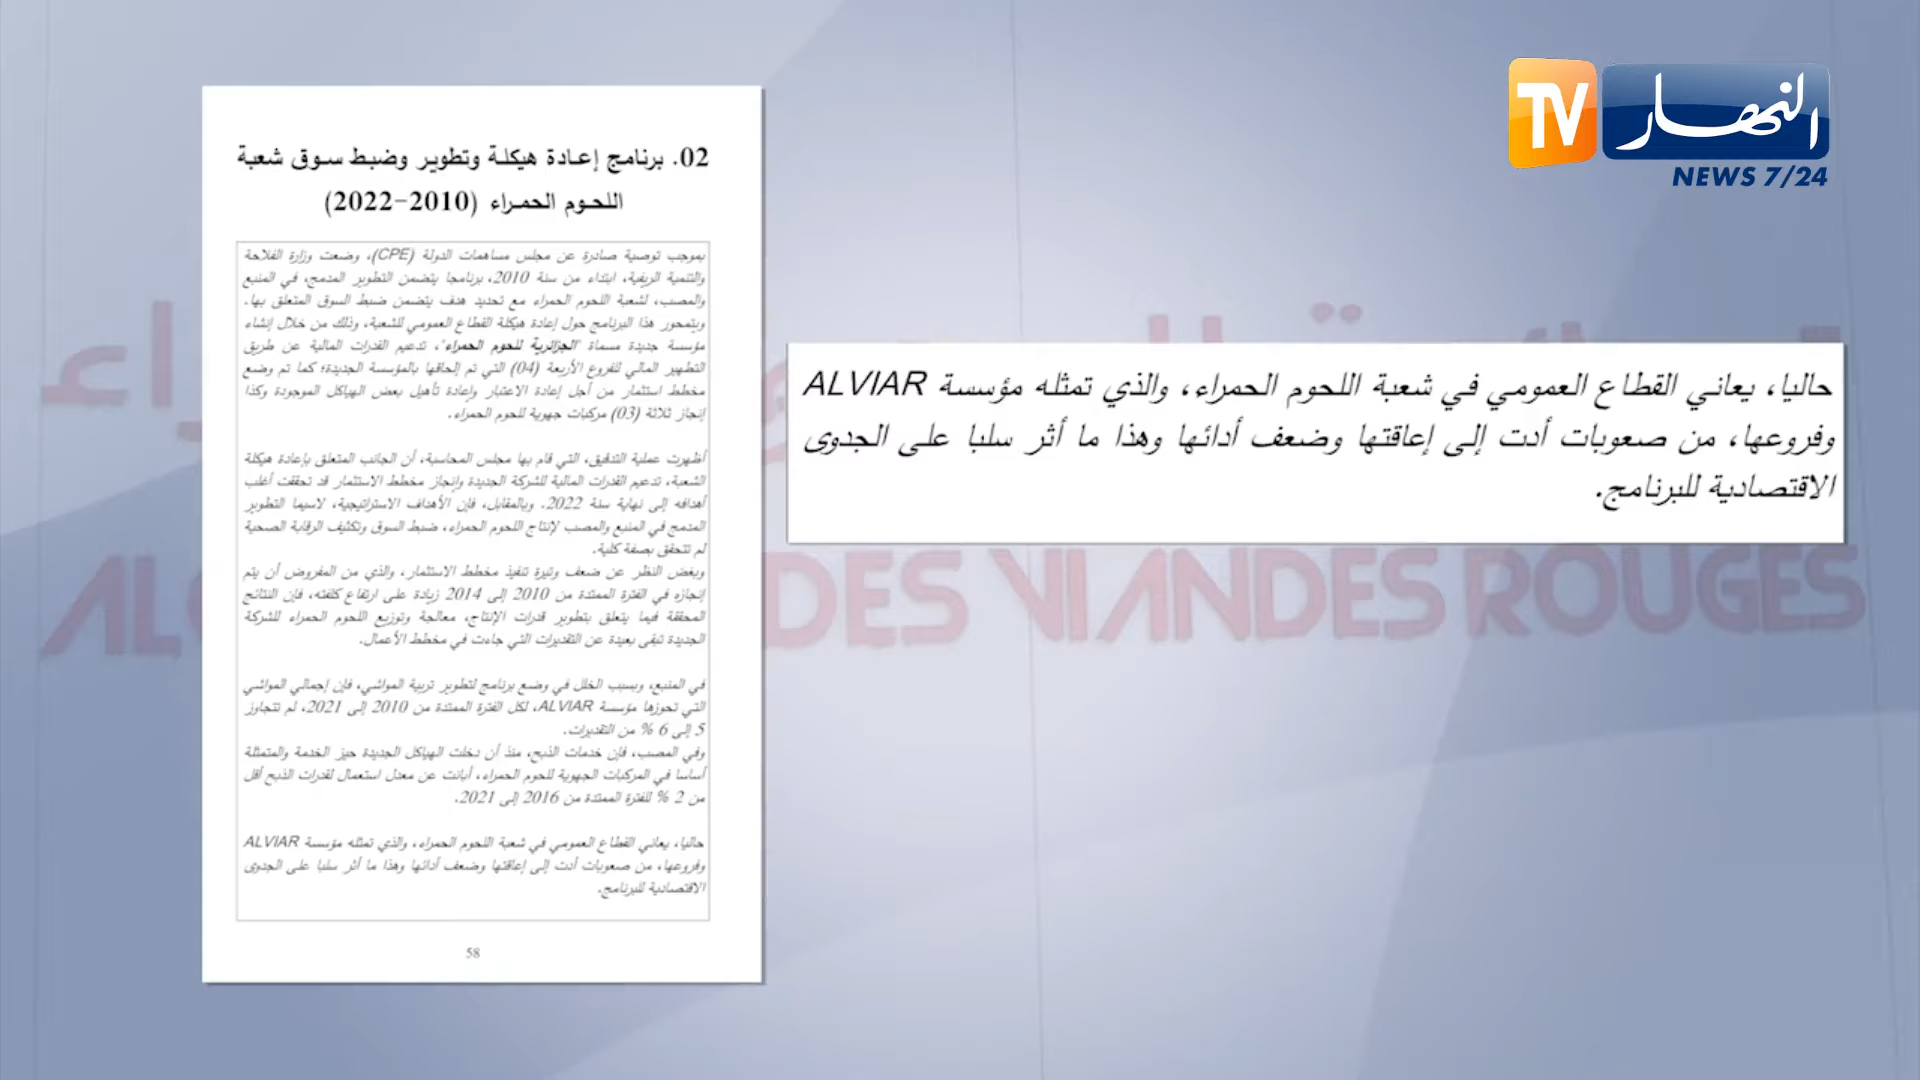 TV النهار
NEWS 7/24
02. برنامج إعادة هيكلة وتطوير وضبط سوق شعبة
اللحوم الحمراء (2010-2022)
بموجب توصية صادرة عن مجلس مساهمات الدولة (CPE)، وضعت وزارة الفلاحة
والتنمية الريفية، ابتداء من سنة 2010، برنامجا يتضمن التطوير المدمج، في المنبع
والمصب، لشعبة اللحوم الحمراء مع تحديد هدف يتضمن ضبط السوق المتعلق بها.
ويتمحور هذا البرنامج حول إعادة هيكلة القطاع العمومي للشعبة، وذلك من خلال إنشاء
مؤسسة جديدة مسماة "الجزائرية للحوم الحمراء"، تدعيم القدرات المالية عن طريق
التطهير المالي للفروع الأربعة (04) التي تم إلحاقها بالمؤسسة الجديدة؛ كما تم وضع
مخطط استثمار من أجل إعادة الاعتبار وإعادة تأهيل بعض الهياكل الموجودة وكذا
إنجاز ثلاثة (03) مركبات جهوية للحوم الحمراء.
أظهرت عملية التدقيق، التي قام بها مجلس المحاسبة، أن الجانب المتعلق بإعادة هيكلة
الشعبة، تدعيم القدرات المالية للشركة الجديدة وإنجاز مخطط الاستثمار قد تحققت أغلب
أهدافه إلى نهاية سنة 2022. وبالمقابل، فإن الأهداف الاستراتيجية، لاسيما التطوير
المدمج في المنبع والمصب لإنتاج اللحوم الحمراء، ضبط السوق وتكثيف الرقابة الصحية
لم تتحقق بصفة كلية.
وبغض النظر عن ضعف وتيرة تنفيذ مخطط الاستثمار، والذي من المفروض أن يتم
إنجازه في الفترة الممتدة من 2010 إلى 2014 زيادة على ارتفاع كلفته، فإن النتائج
المحققة فيما يتعلق بتطوير قدرات الإنتاج، معالجة وتوزيع اللحوم الحمراء للشركة
الجديدة تبقى بعيدة عن التقديرات التي جاءت في مخطط الأعمال.
في المنبع، وبسبب الخلل في وضع برنامج لتطوير تربية المواشي، فإن إجمالي المواشي
التي تحوزها مؤسسة ALVIAR، لكل الفترة الممتدة من 2010 إلى 2021، لم تتجاوز
5 إلى 6 % من التقديرات.
وفي المصب، فإن خدمات الذبح، منذ أن دخلت الهياكل الجديدة حيز الخدمة والمتمثلة
أساسا في المركبات الجهوية للحوم الحمراء، أبانت عن معدل استعمال لقدرات الذبح أقل
من 2 % للفترة الممتدة من 2016 إلى 2021.
حاليا، يعاني القطاع العمومي في شعبة اللحوم الحمراء، والذي تمثله مؤسسة ALVIAR
وفروعها، من صعوبات أدت إلى إعاقتها وضعف أدائها وهذا ما أثر سلبا على الجدوى
الاقتصادية للبرنامج.
58
حاليا، يعاني القطاع العمومي في شعبة اللحوم الحمراء، والذي تمثله مؤسسة ALVIAR
وفروعها، من صعوبات أدت إلى إعاقتها وضعف أدائها وهذا ما أثر سلبا على الجدوى
الاقتصادية للبرنامج.
DES VIANDES ROUGES